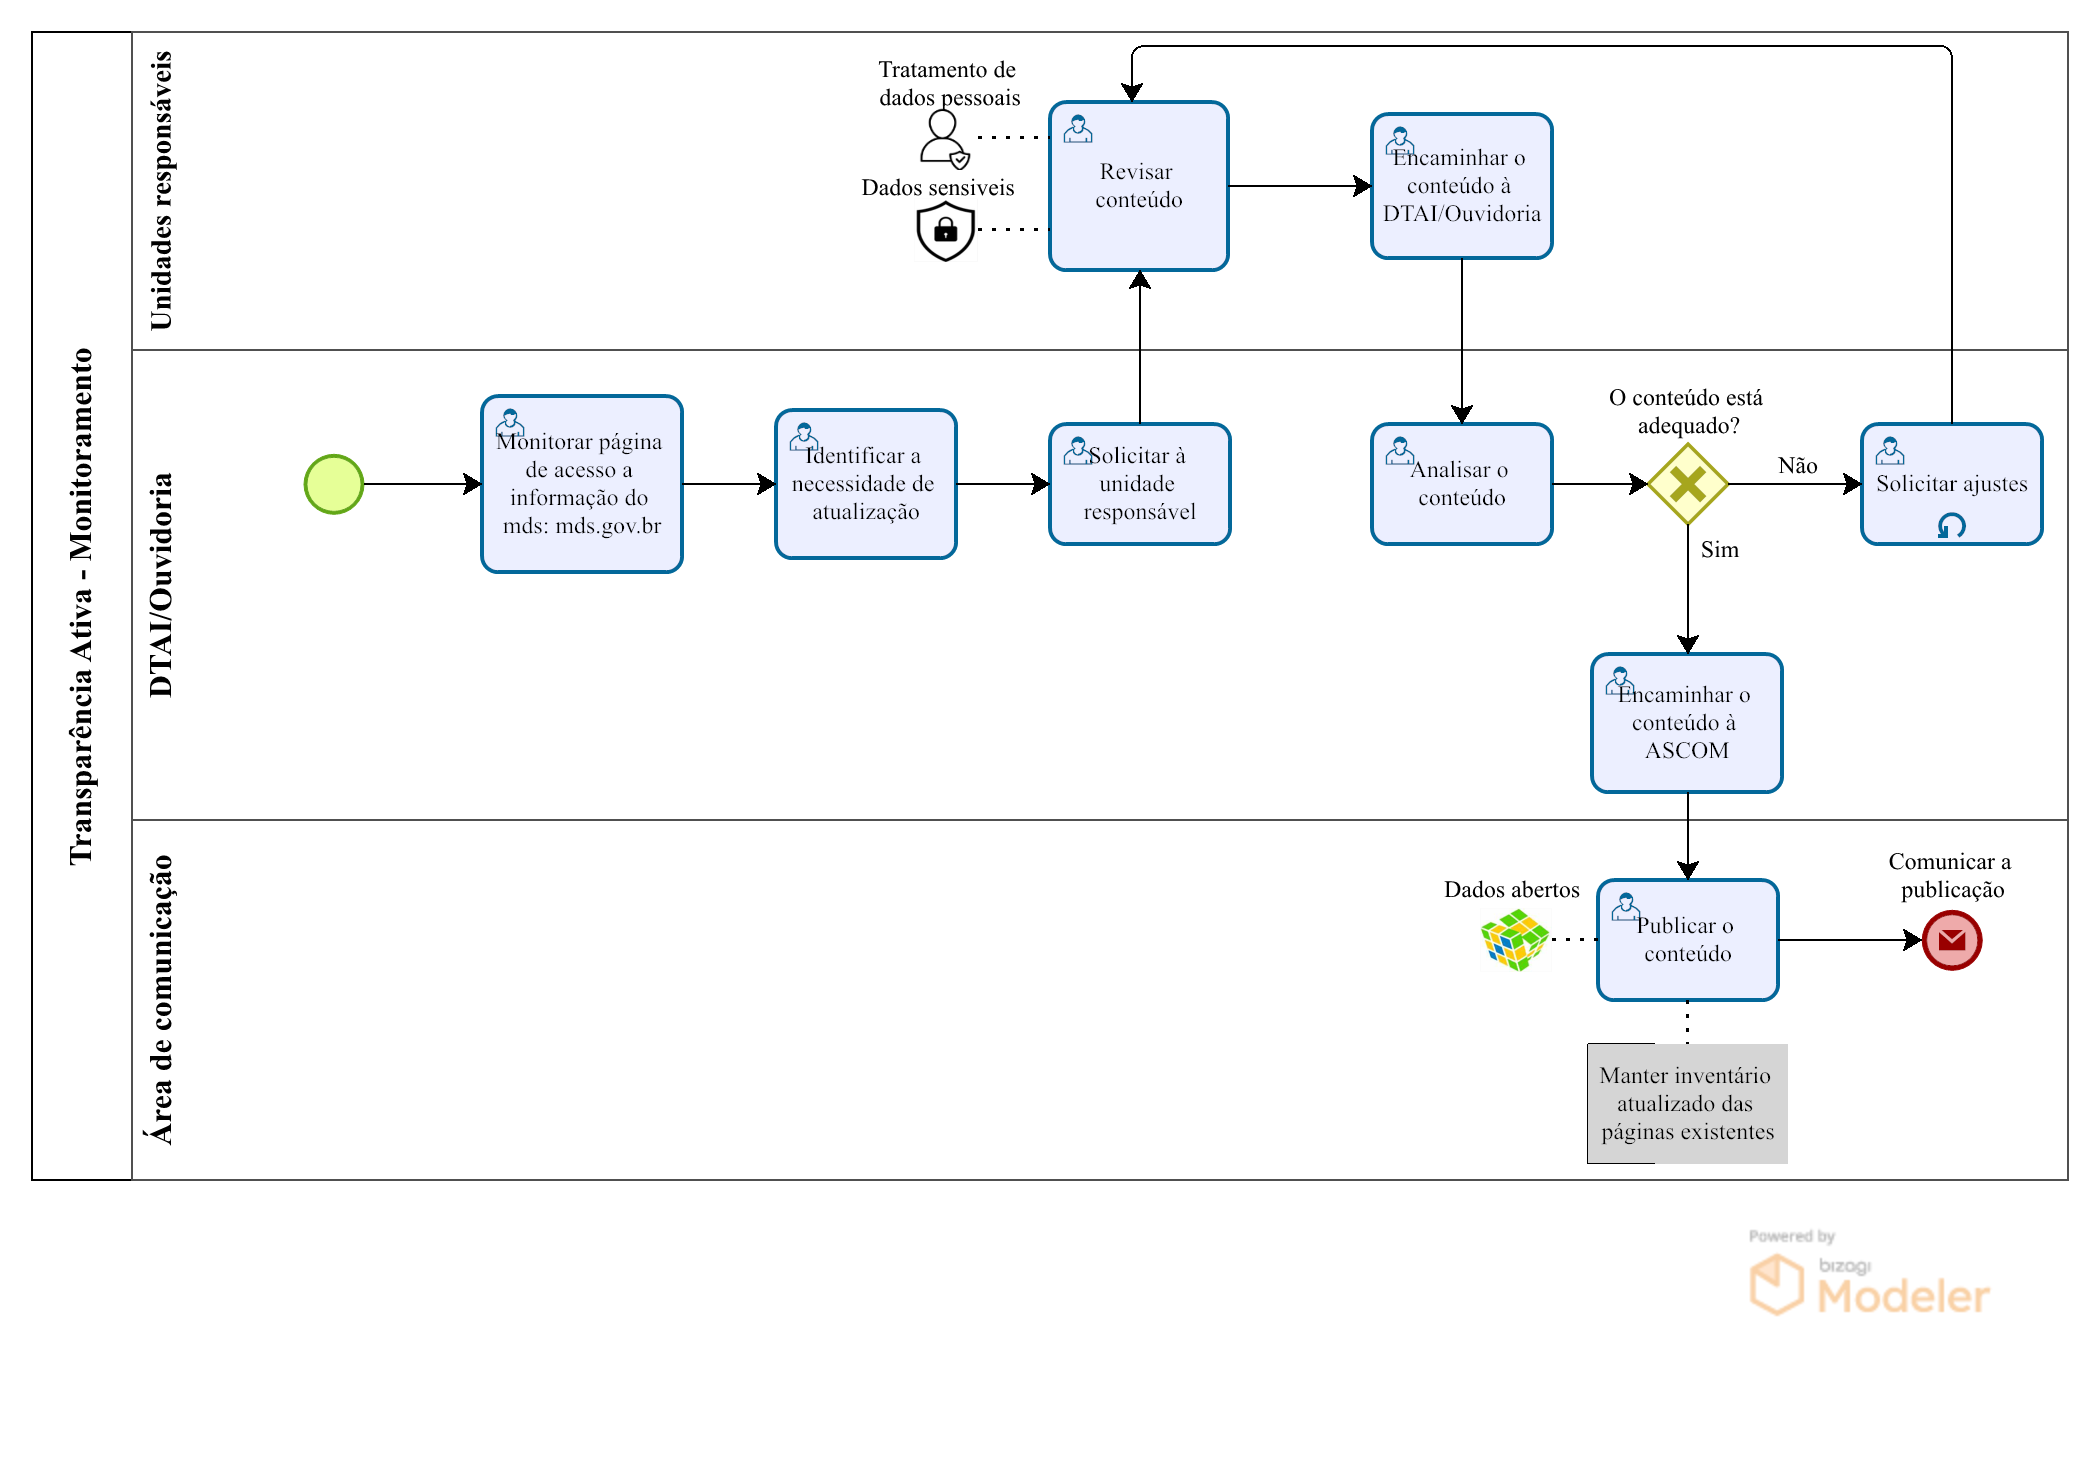 Transparência Ativa - Monitoramento
Unidades responsáveis
Tratamento de
dados pessoais
Dados sensiveis
Revisar
conteúdo
Encaminhar o
conteúdo à
DTAI/Ouvidoria
DTAI/Ouvidoria
Monitorar página
de acesso a
informação do
mds: mds.gov.br
Identificar a
necessidade de
atualização
Solicitar à
unidade
responsável
Analisar o
conteúdo
O conteúdo está
adequado?
Não
Solicitar ajustes
Sim
Encaminhar o
conteúdo à
ASCOM
Área de comunicação
Dados abertos
Publicar o
conteúdo
Comunicar a
publicação
Manter inventário
atualizado das
páginas existentes
Powered by
bizagi
Modeler